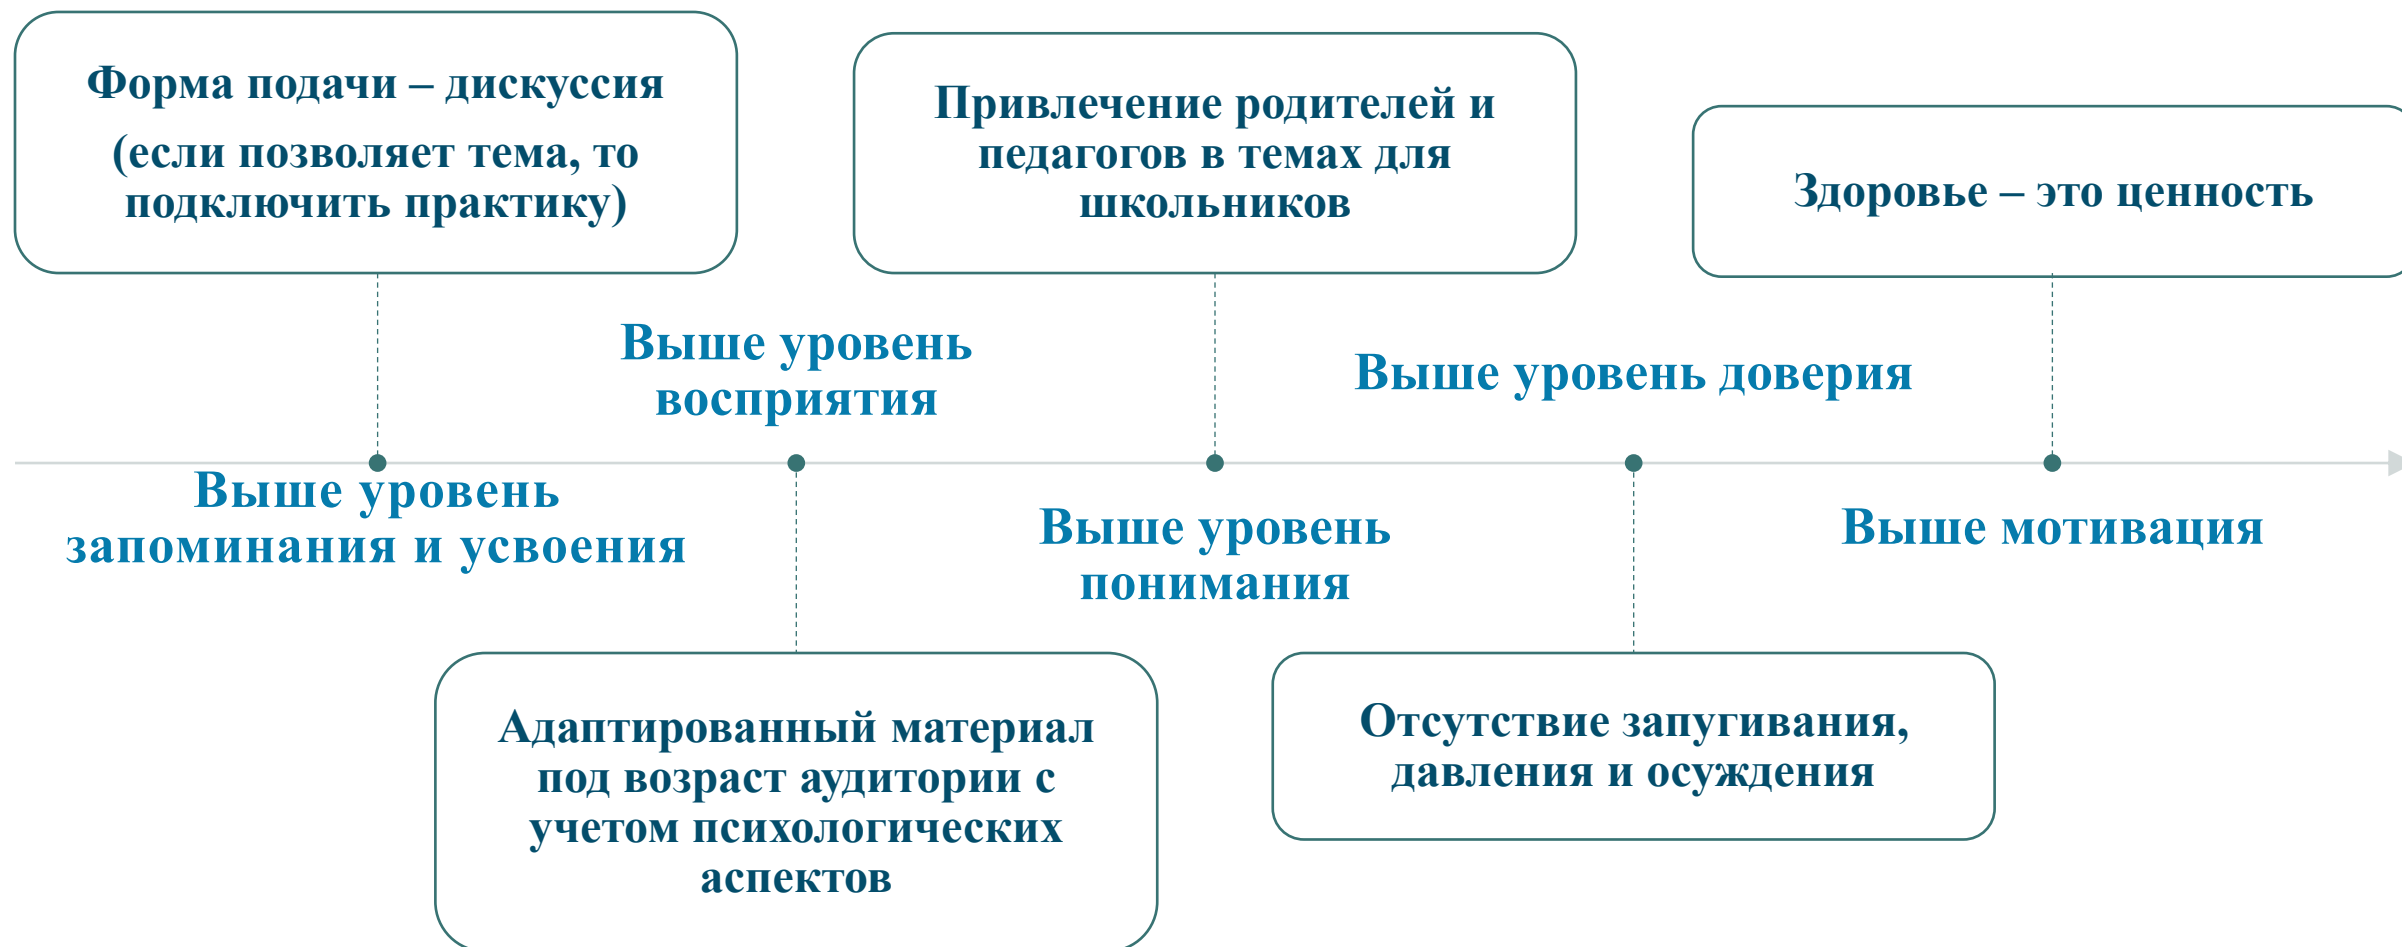 Форма подачи – дискуссия
(если позволяет тема, то
подключить практику)
Привлечение родителей и
педагогов в темах для
школьников
Здоровье – это ценность
Выше уровень
восприятия
Выше уровень доверия
Выше уровень
запоминания и усвоения
Выше уровень
понимания
Выше мотивация
Адаптированный материал
под возраст аудитории с
учетом психологических
аспектов
Отсутствие запугивания,
давления и осуждения